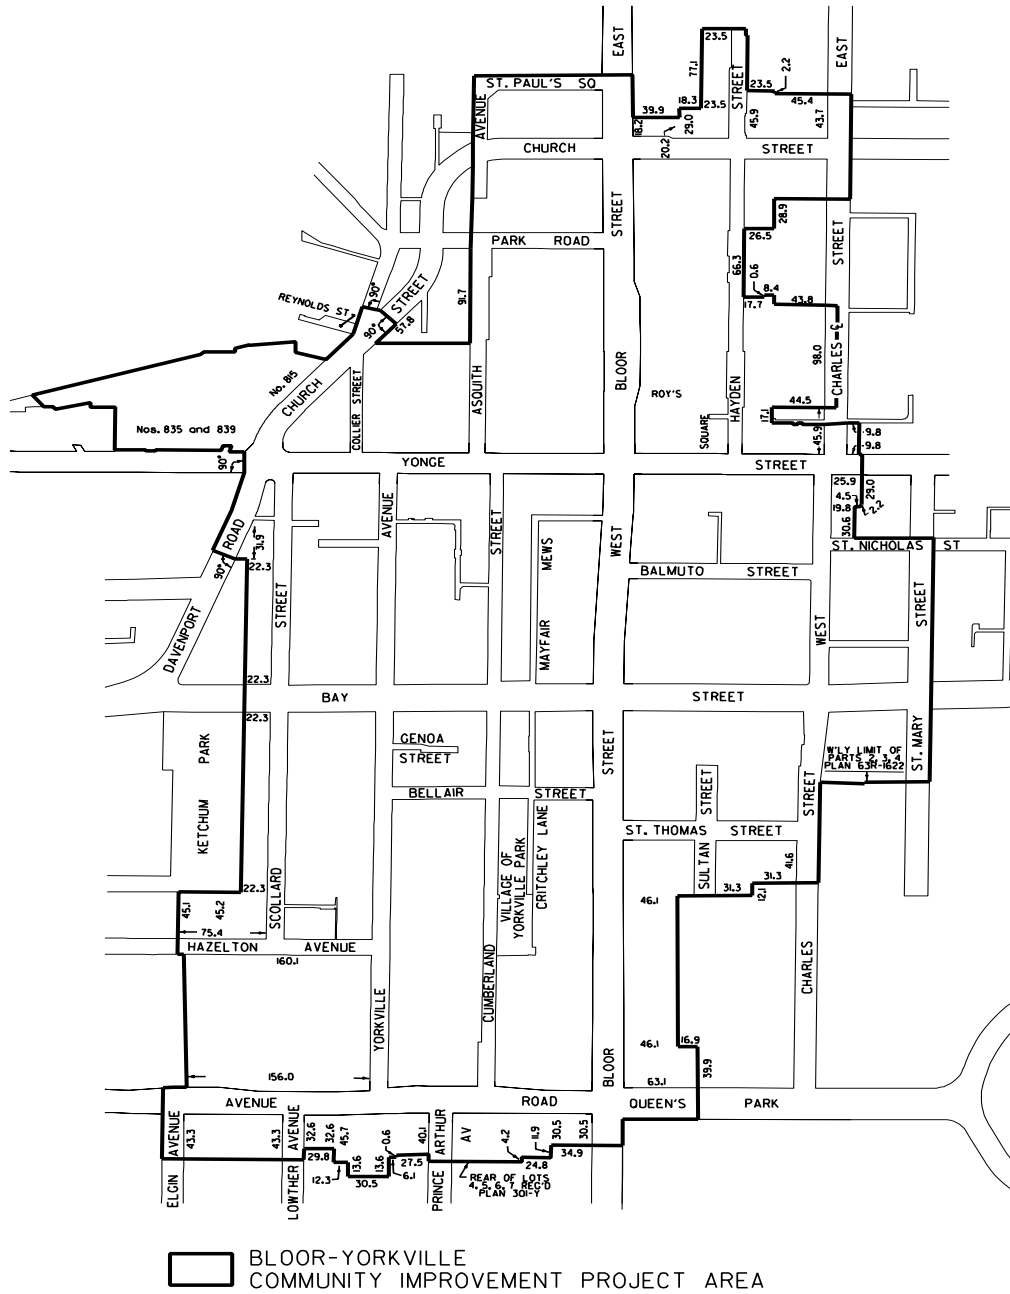 EAST
EAST
23.5
77.1
STREET
2.2
23.5
45.4
ST. PAUL'S SQ
AVENUE
39.9
18.3
23.5
18.2
29.0
20.2
45.9
43.7
CHURCH
STREET
28.9
STREET
26.5
STREET
PARK ROAD
66.3
0.6
8.4
17.7
43.8
REYNOLDS ST.
90°
STREET
57.8
90°
91.7
98.0
CHARLES
BLOOR
No. 815
CHURCH
COLLIER STREET
ASQUITH
ROY'S
SQUARE
HAYDEN
44.5
17.1
45.9
9.8
9.8
Nos. 835 and 839
90°
YONGE
STREET
25.9
29.0
4.5
19.8
2.2
30.6
ROAD
31.9
90°
22.3
AVENUE
STREET
MEWS
WEST
ST. NICHOLAS ST
BALMUTO STREET
STREET
DAVENPORT
STREET
MAYFAIR
WEST
22.3
BAY
STREET
22.3
PARK
KETCHUM
GENOA
STREET
STREET
ST. MARY
W'LY LIMIT OF
PARTS 2, 3, 4
PLAN 63R-1622
BELLAIR
STREET
STREET
STREET
ST. THOMAS STREET
CRITCHLEY LANE
VILLAGE OF
YORKVILLE PARK
SULTAN
41.6
31.3
31.3
12.1
22.3
45.1
45.2
46.1
SCOLLARD
75.4
HAZELTON AVENUE
160.1
CHARLES
YORKVILLE
CUMBERLAND
BLOOR
46.1
16.9
39.9
156.0
63.1
AVENUE
ROAD
QUEEN'S PARK
AVENUE
43.3
43.3
AVENUE
32.6
32.6
45.7
0.6
40.1
ARTHUR
AV
4.2
11.9
30.5
30.5
29.8
13.6
13.6
27.5
6.1
12.3
30.5
24.8
34.9
ELGIN
LOWTHER
PRINCE
REAR OF LOTS
4, 5, 6, 7 REG'D
PLAN 301-Y
BLOOR-YORKVILLE
COMMUNITY IMPROVEMENT PROJECT AREA